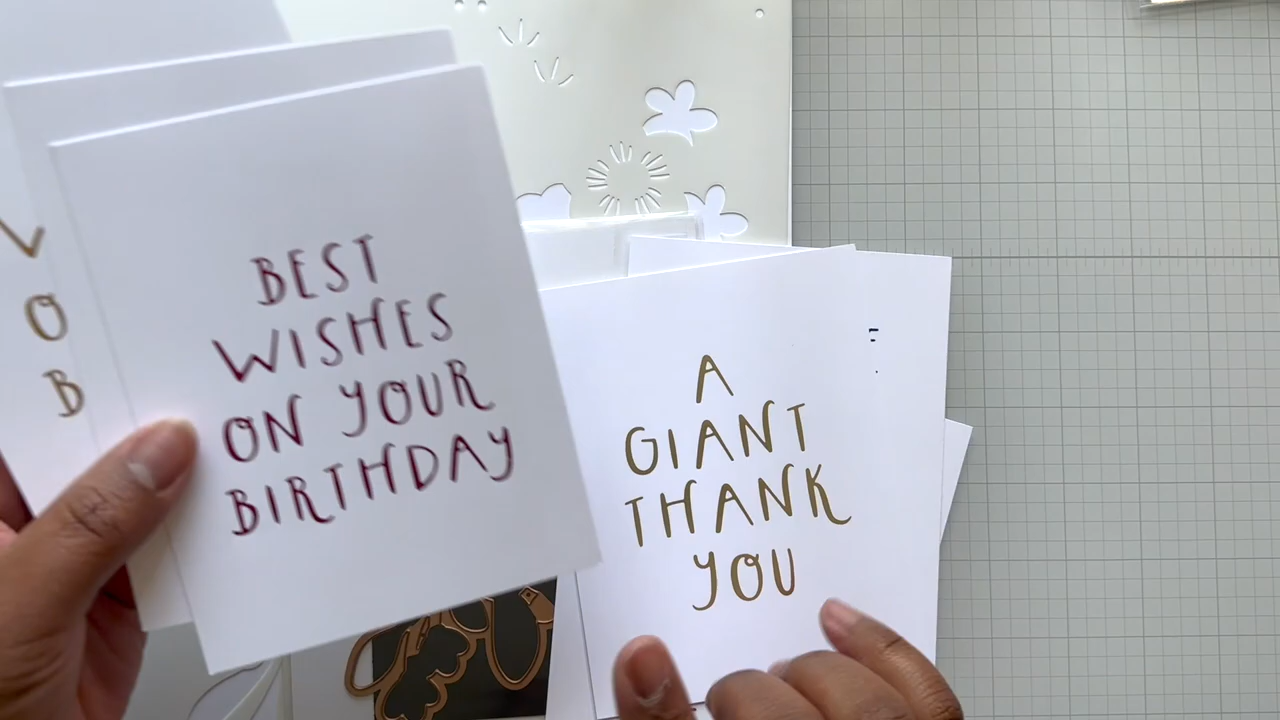 BEST
WISHES
ON YOUR
BIRTHDAY
A
GIANT
THANK
YOU
V
O
B